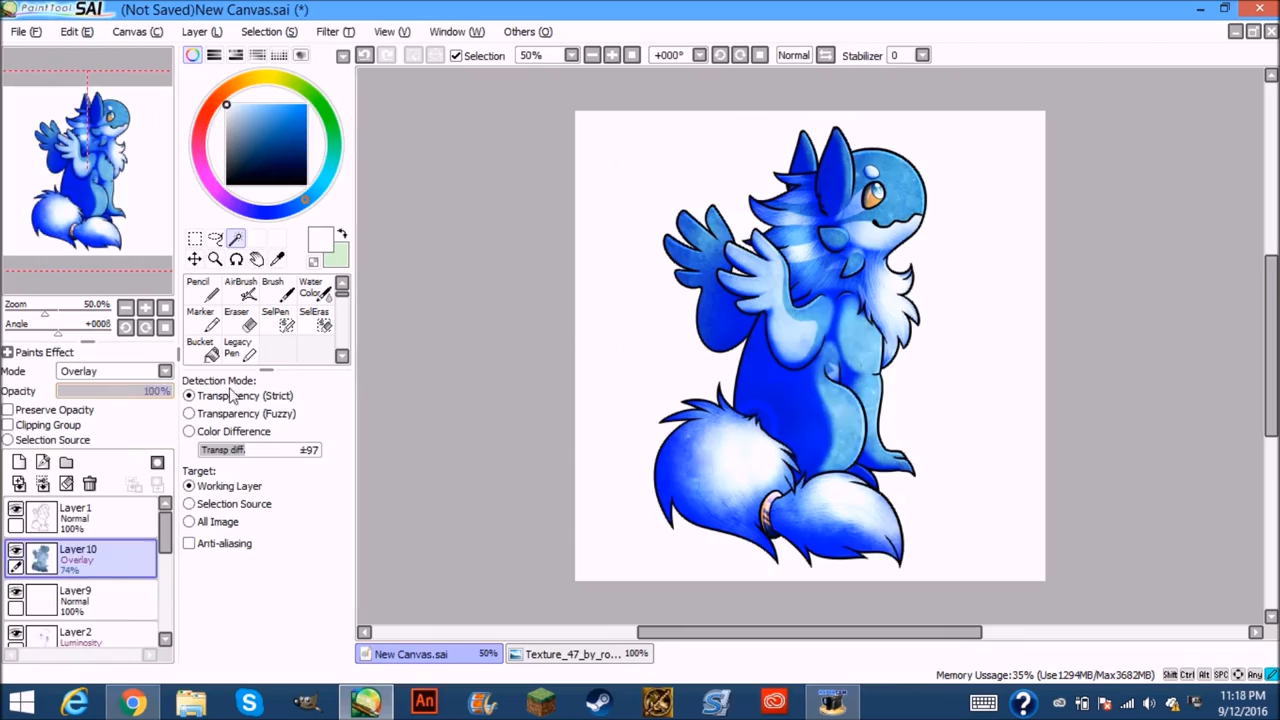 PaintTool SAI (Not Saved)New Canvas.sai (*)
File (F) Edit (E) Canvas (C) Layer (L) Selection (S) Filter (T) View (V) Window (W) Others (O)
Selection 50% +000° Normal Stabilizer 0
Zoom 50.0%
Angle +000θ
Paints Effect
Mode Overlay
Opacity 100%
Preserve Opacity
Clipping Group
Selection Source
Layer1
Normal
100%
Layer10
Overlay
74%
Layer9
Normal
100%
Layer2
Luminosity
Pencil AirBrush Brush Water Color
Marker Eraser SelPen SelEras
Bucket Legacy Pen
Detection Mode:
Transparency (Strict)
Transparency (Fuzzy)
Color Difference
Transp diff. ±97
Target:
Working Layer
Selection Source
All Image
Anti-aliasing
New Canvas.sai 50% Texture_47_by_ro... 100%
Memory Ussage:35% (Use1294MB/Max3682MB) Shft Ctrl Alt SPC Any
An
11:18 PM
9/12/2016